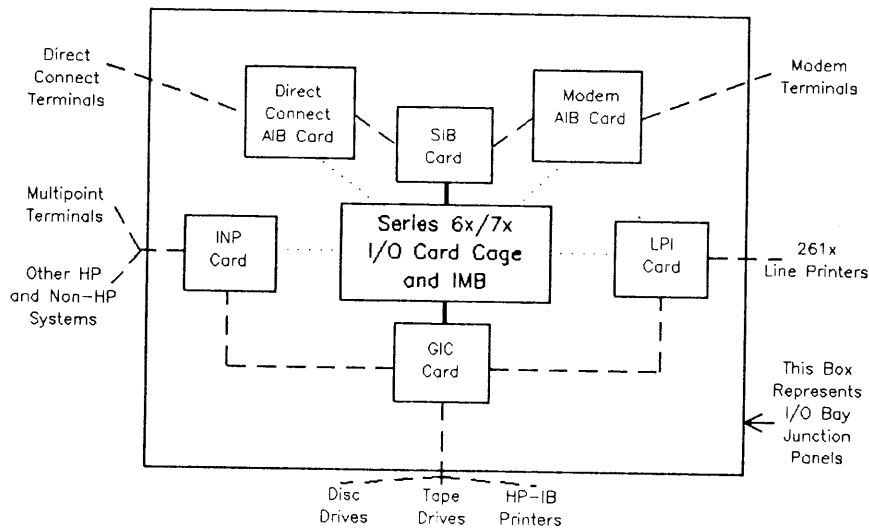 Direct
Connect
Terminals
Direct
Connect
AIB Card
SIB
Card
Modem
AIB Card
Modem
Terminals
Multipoint
Terminals
Other HP
and Non-HP
Systems
INP
Card
Series 6x/7x
I/O Card Cage
and IMB
LPI
Card
261x
Line Printers
GIC
Card
This Box
Represents
I/O Bay
Junction
Panels
Disc
Drives
Tape
Drives
HP-IB
Printers